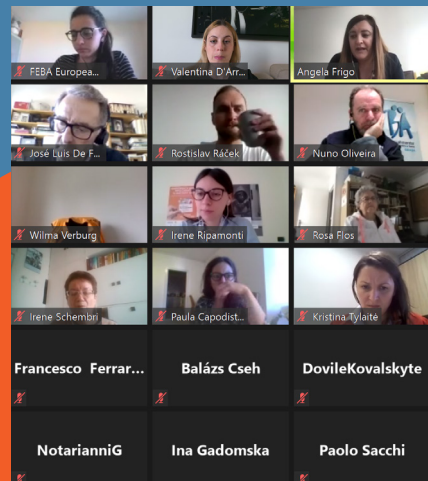 FEBA Europea...
Valentina D'Arr...
Angela Frigo
José Luis De F...
Rostislav Ráček
Nuno Oliveira
Wilma Verburg
Irene Ripamonti
Rosa Flos
Irene Schembri
Paula Capodist...
Kristina Tylaitė
Francesco Ferrar...
Balázs Cseh
DovileKovalskyte
NotarianniG
Ina Gadomska
Paolo Sacchi